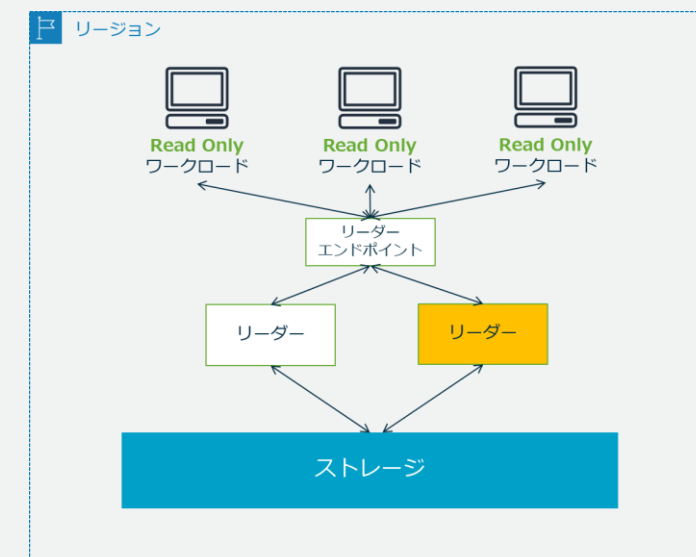 リージョン
Read Only
ワークロード
Read Only
ワークロード
Read Only
ワークロード
リーダー
エンドポイント
リーダー
リーダー
ストレージ